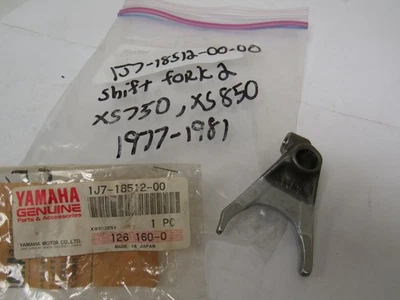 1J7-18512-00-00
shift fork 2
XS750, XS850
1977-1981
YAMAHA
GENUINE
Parts & Accessories
YAMAHA MOTOR CO., LTD.
1J7-18512-00
1 PC
126 160-0
MADE IN JAPAN